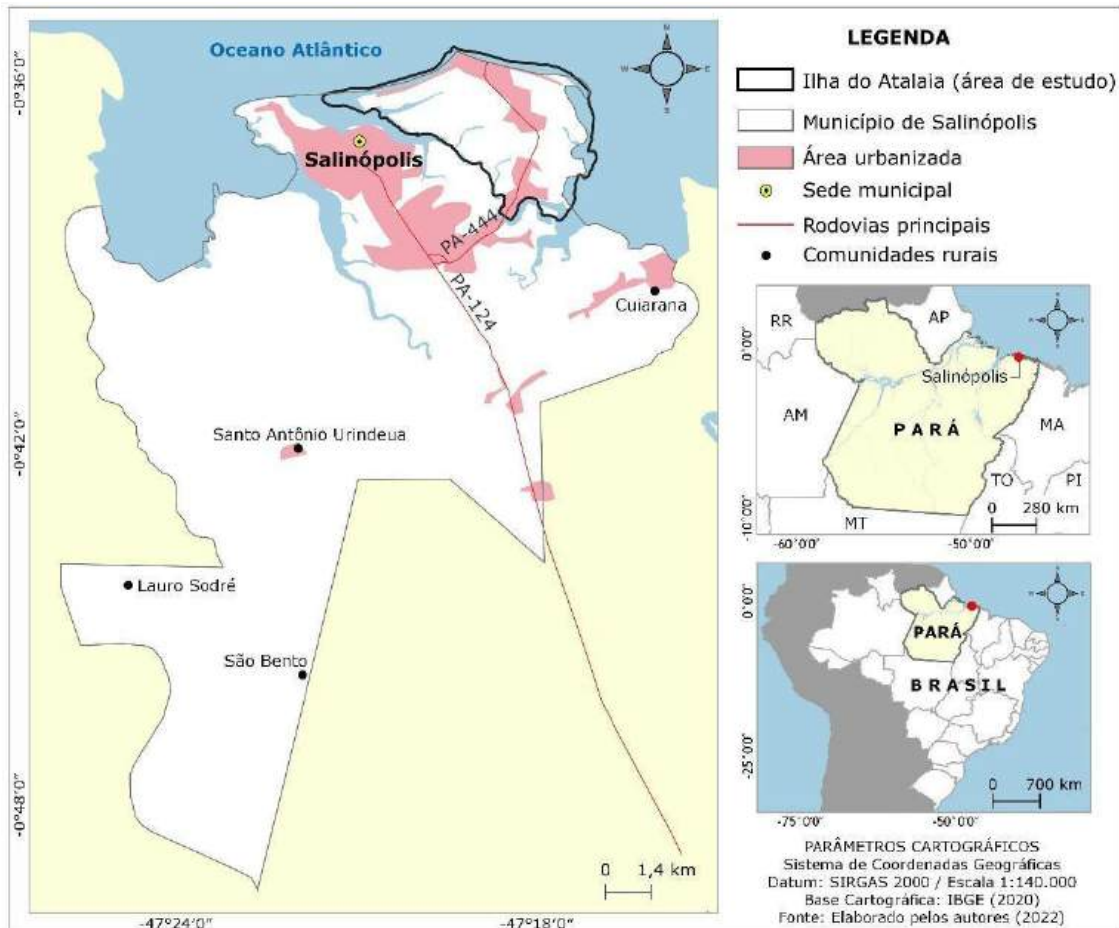 Oceano Atlântico
N
W
E
S
Salinópolis
PA-444
PA-124
Cuiarana
Santo Antônio Urindeua
Lauro Sodré
São Bento
0 1,4 km
-0°36'0"
-0°42'0"
-0°48'0"
-47°24'0"
-47°18'0"
LEGENDA
Ilha do Atalaia (área de estudo)
Município de Salinópolis
Área urbanizada
Sede municipal
Rodovias principais
Comunidades rurais
RR
AP
Salinópolis
AM
PARÁ
MA
TO
PI
MT
0 280 km
0°0'0"
-10°0'0"
-60°0'0"
-50°0'0"
PARÁ
BRASIL
0 700 km
0°0'0"
-25°0'0"
-75°0'0"
-50°0'0"
PARÂMETROS CARTOGRÁFICOS
Sistema de Coordenadas Geográficas
Datum: SIRGAS 2000 / Escala 1:140.000
Base Cartográfica: IBGE (2020)
Fonte: Elaborado pelos autores (2022)